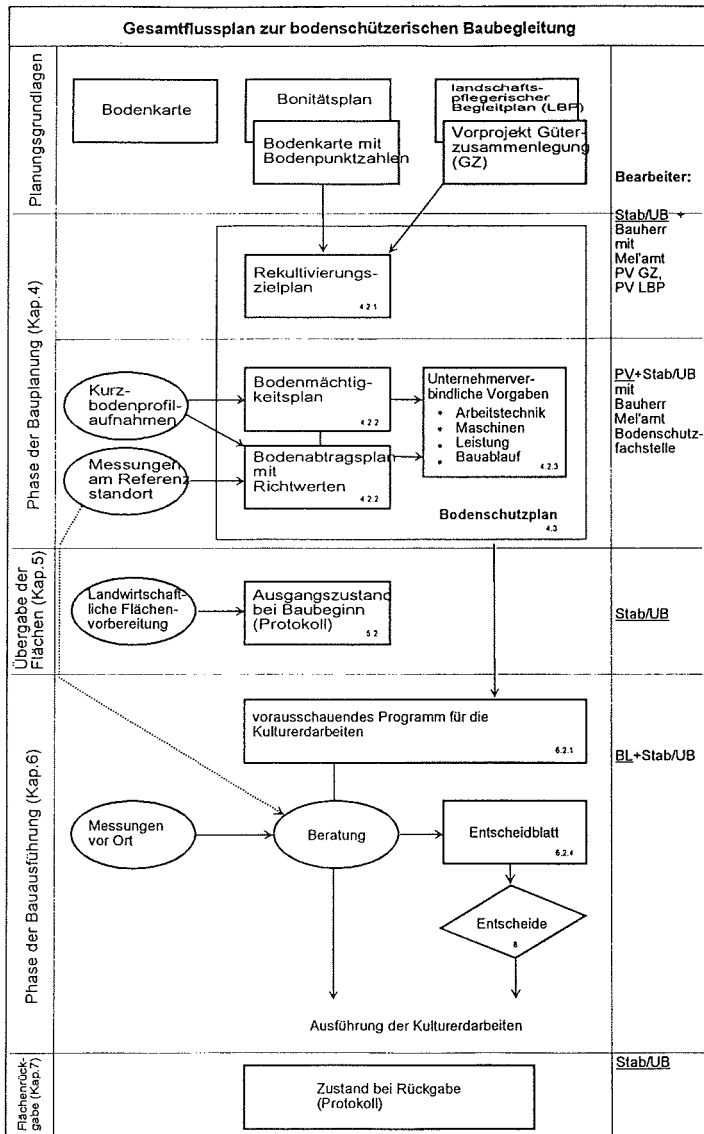 Gesamtflussplan zur bodenschützerischen Baubegleitung
Planungsgrundlagen
Bodenkarte
Bonitätsplan
Bodenkarte mit
Bodenpunktzahlen
landschafts-
pflegerischer
Begleitplan (LBP)
Vorprojekt Güter-
zusammenlegung
(GZ)
Bearbeiter:
Phase der Bauplanung (Kap.4)
Rekultivierungs-
zielplan
4.2.1
Stab/UB +
Bauherr
mit
Mel'amt
PV GZ,
PV LBP
Kurz-
bodenprofil-
aufnahmen
Messungen
am Referenz
standort
Bodenmächtig-
keitsplan
4.2.2
Bodenabtragsplan
mit
Richtwerten
4.2.2
Unternehmerver-
bindliche Vorgaben
• Arbeitstechnik
• Maschinen
• Leistung
• Bauablauf
4.2.3
Bodenschutzplan
4.3
PV+Stab/UB
mit
Bauherr
Mel'amt
Bodenschutz-
fachstelle
Übergabe der
Flächen (Kap.5)
Landwirtschaft-
liche Flächen-
vorbereitung
Ausgangszustand
bei Baubeginn
(Protokoll)
5.2
Stab/UB
Phase der Bauausführung (Kap.6)
vorausschauendes Programm für die
Kulturerdarbeiten
6.2.1
BL+Stab/UB
Messungen
vor Ort
Beratung
Entscheidblatt
6.2.4
Entscheide
8
Ausführung der Kulturerdarbeiten
Flächenrück-
gabe (Kap.7)
Zustand bei Rückgabe
(Protokoll)
Stab/UB